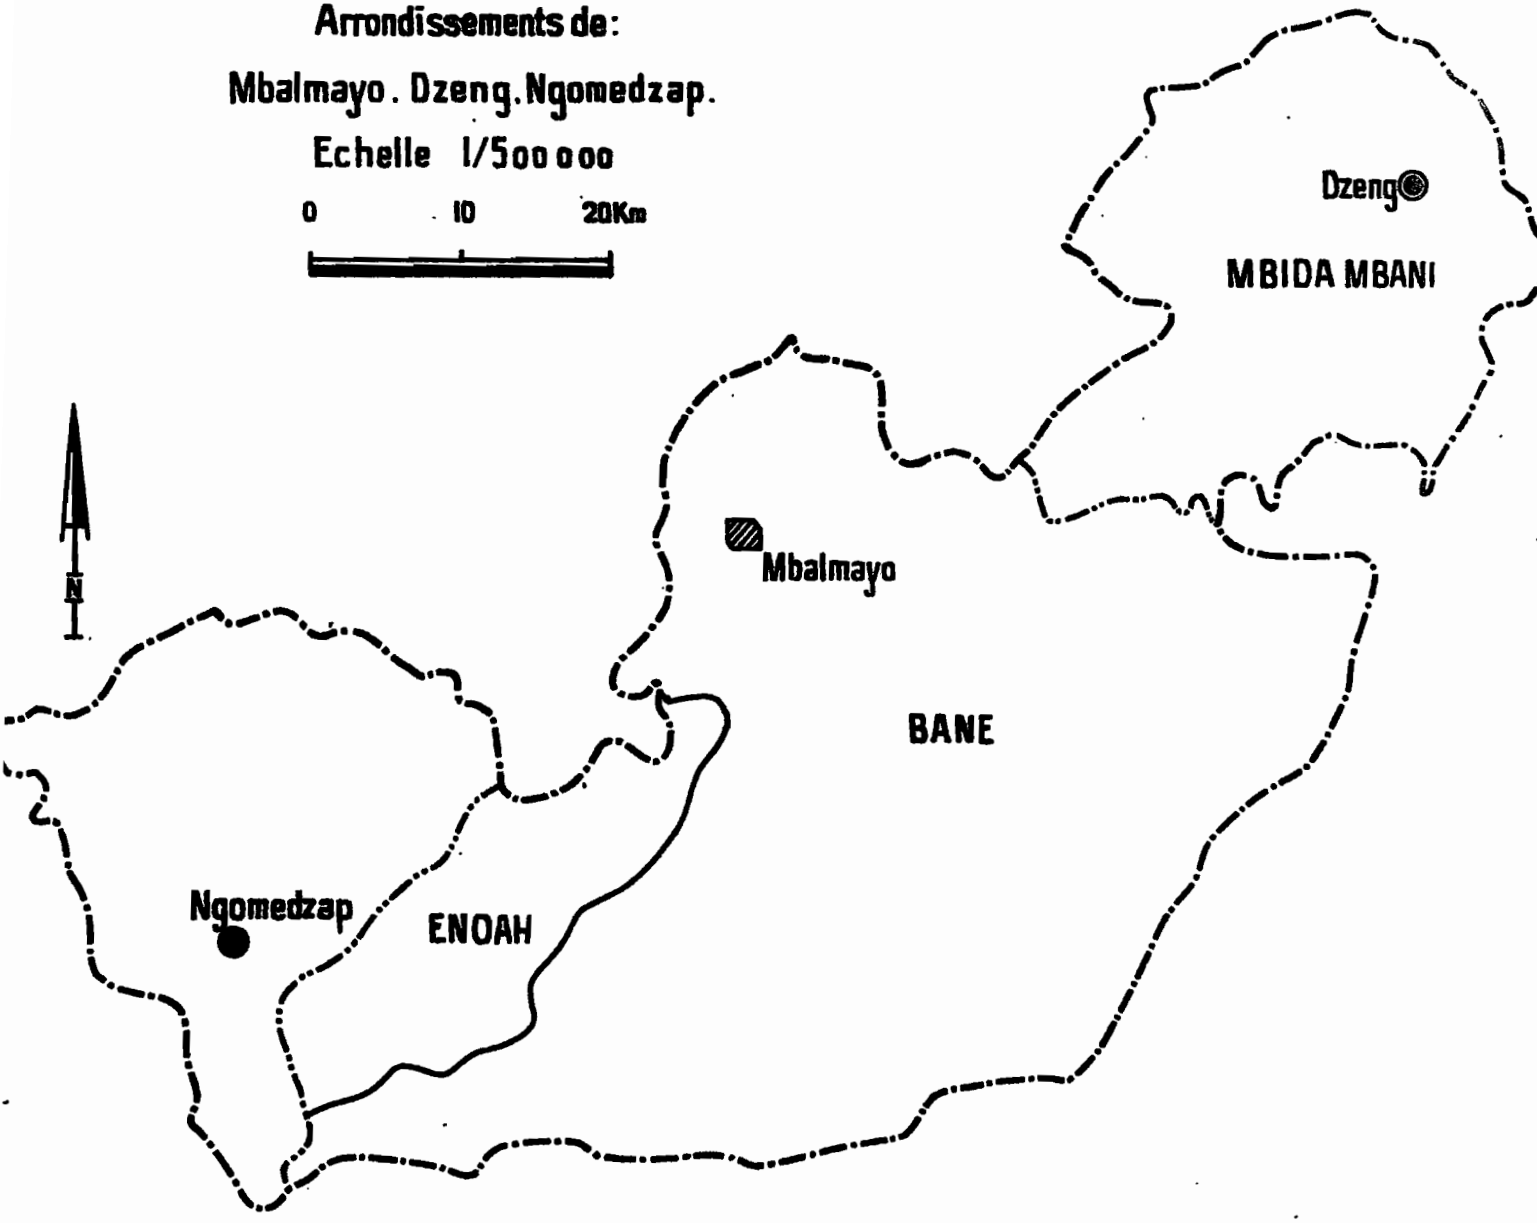 Arrondissements de:
Mbalmayo. Dzeng. Ngomedzap.
Echelle 1/500 000
0 10 20Km
Dzeng
MBIDA MBANI
N
Mbalmayo
BANE
Ngomedzap
ENOAH